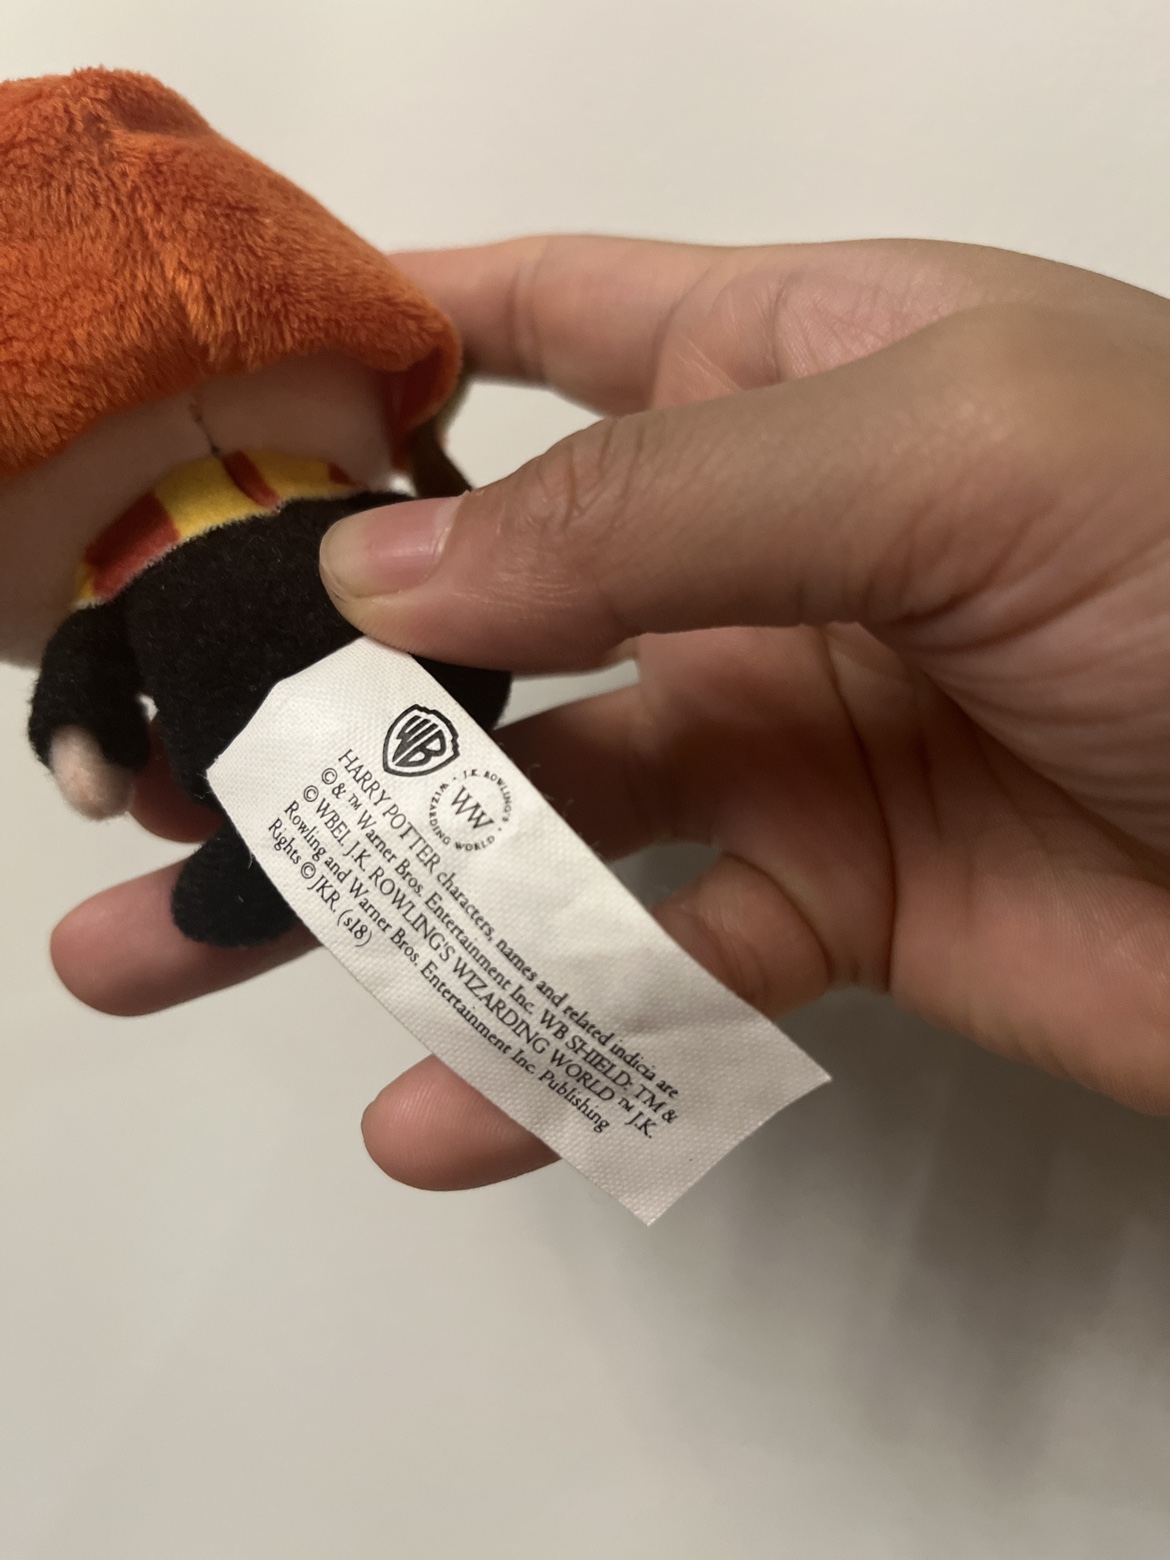 WB
J.K. ROWLING'S · WIZARDING WORLD ·
WW
HARRY POTTER characters, names and related indicia are
© & ™ Warner Bros. Entertainment Inc. WB SHIELD: TM &
© WBEI. J.K. ROWLING'S WIZARDING WORLD ™ J.K.
Rowling and Warner Bros. Entertainment Inc. Publishing
Rights © JKR. (s18)